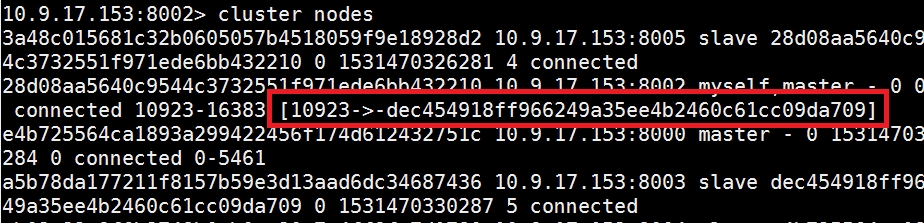 10.9.17.153:8002> cluster nodes
3a48c015681c32b0605057b4518059f9e18928d2 10.9.17.153:8005 slave 28d08aa5640c9
4c3732551f971ede6bb432210 0 1531470326281 4 connected
28d08aa5640c9544c3732551f971ede6bb432210 10.9.17.153:8002 myself,master - 0 0
connected 10923-16383 [10923->-dec454918ff966249a35ee4b2460c61cc09da709]
e4b725564ca1893a299422456f174d612432751c 10.9.17.153:8000 master - 0 15314703
284 0 connected 0-5461
a5b78da177211f8157b59e3d13aad6dc34687436 10.9.17.153:8003 slave dec454918ff96
49a35ee4b2460c61cc09da709 0 1531470330287 5 connected